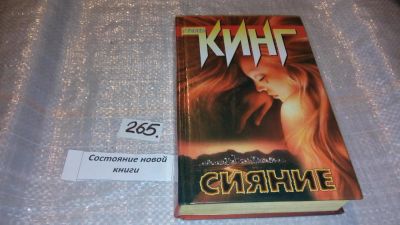 КИНГ
265.
Состояние новой
книги
СИЯНИЕ